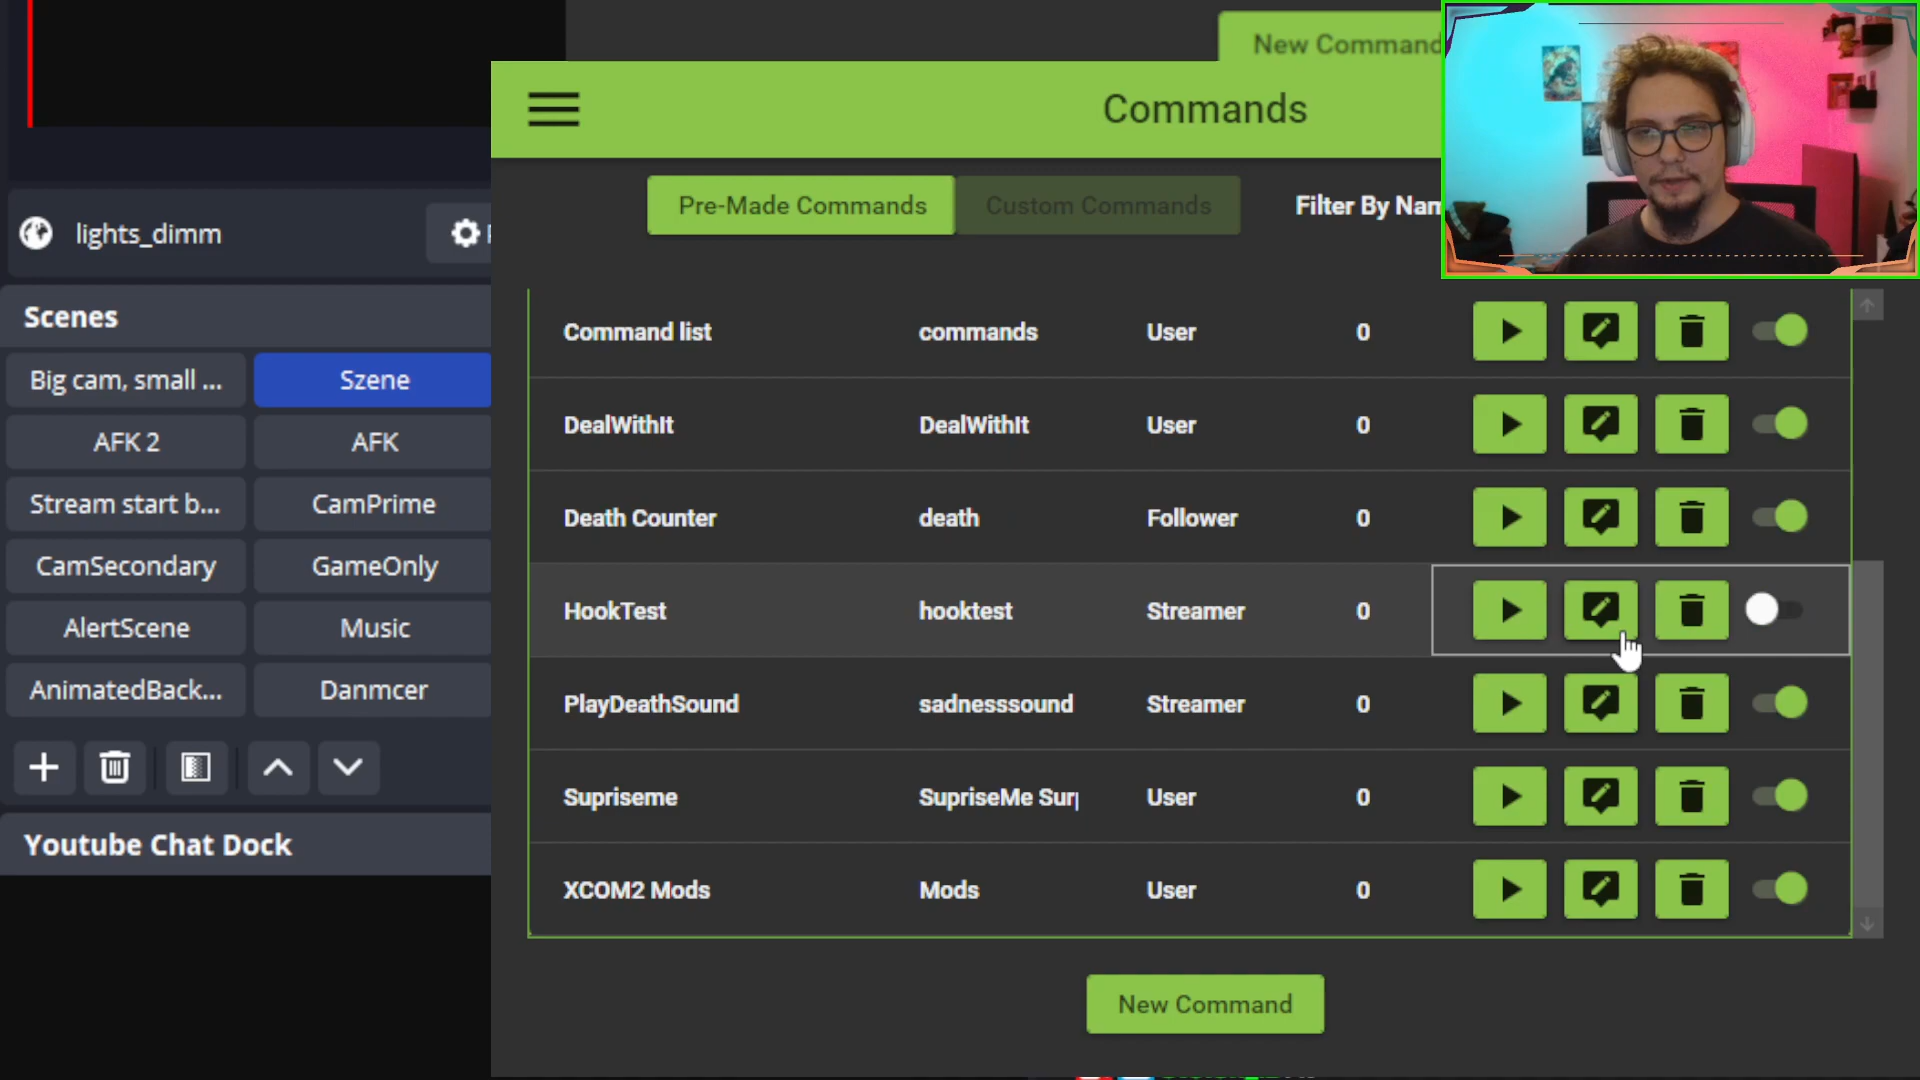 New Command
Commands
Pre-Made Commands
Custom Commands
Filter By Nam
lights_dimm
Scenes
Big cam, small ...
Szene
AFK 2
AFK
Stream start b...
CamPrime
CamSecondary
GameOnly
AlertScene
Music
AnimatedBack...
Danmcer
Youtube Chat Dock
Command list commands User 0
DealWithIt DealWithIt User 0
Death Counter death Follower 0
HookTest hooktest Streamer 0
PlayDeathSound sadnesssound Streamer 0
Supriseme SupriseMe Surp User 0
XCOM2 Mods Mods User 0
New Command